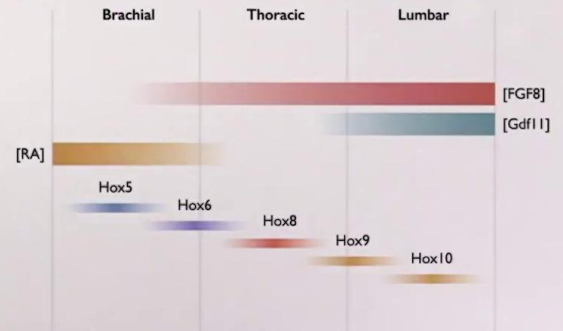 Brachial Thoracic Lumbar
[FGF8]
[Gdf11]
[RA]
Hox5
Hox6
Hox8
Hox9
Hox10